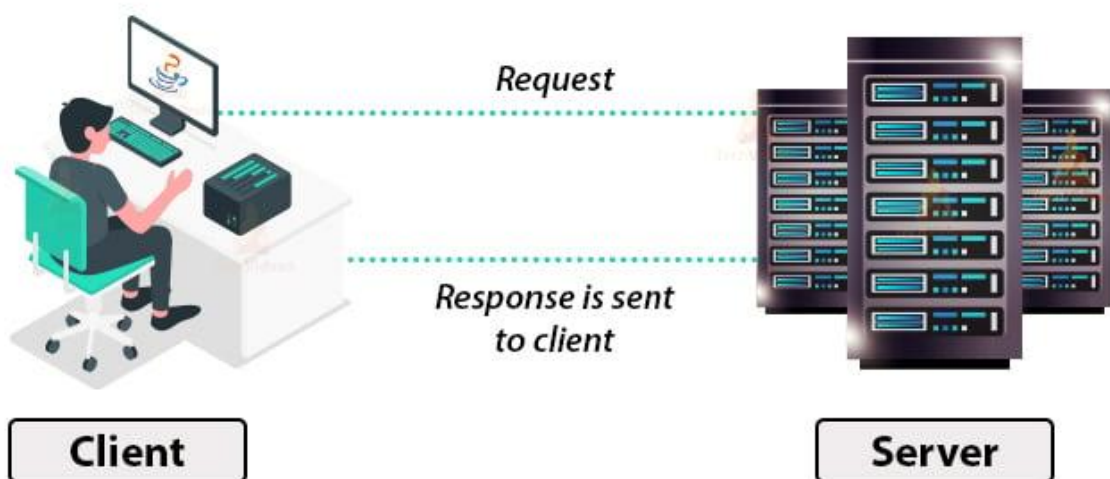 Request
Response is sent
to client
Client
Server